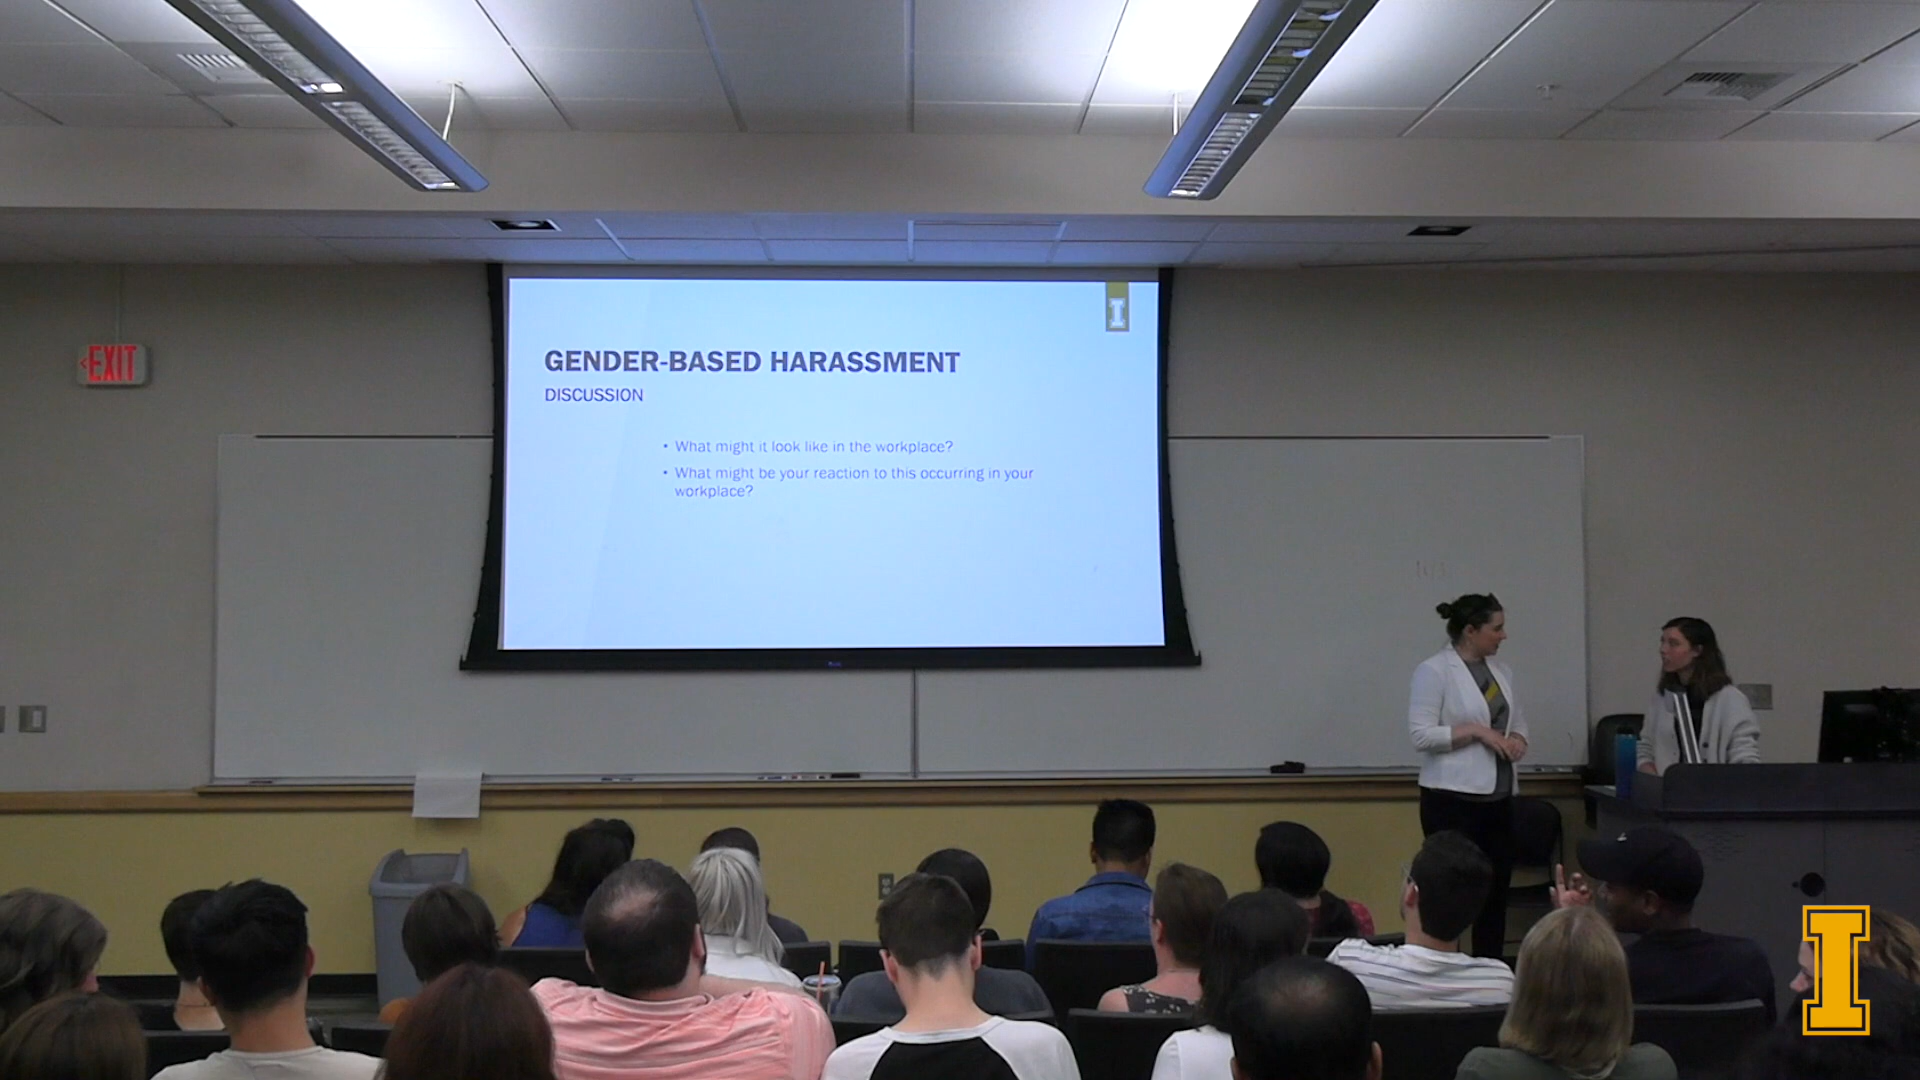 EXIT
I
GENDER-BASED HARASSMENT
DISCUSSION
• What might it look like in the workplace?
• What might be your reaction to this occurring in your
workplace?
I